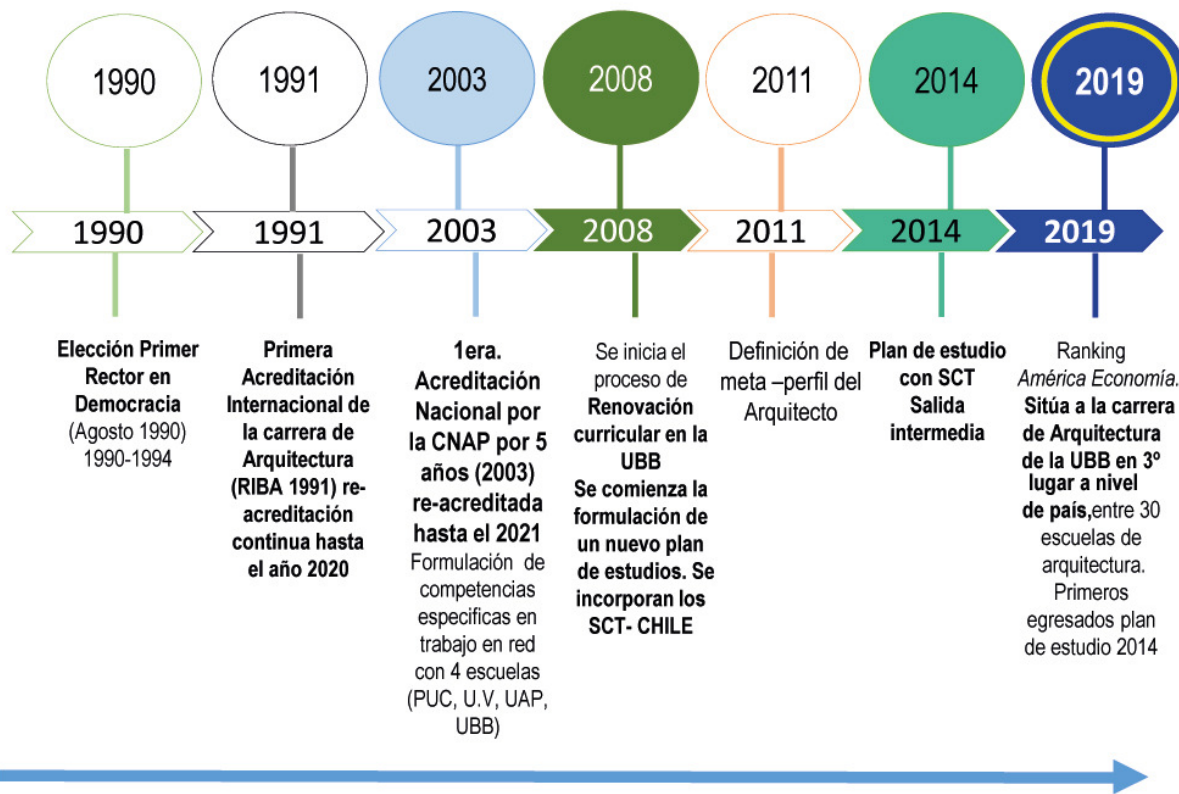 1990
1991
2003
2008
2011
2014
2019
1990
1991
2003
2008
2011
2014
2019
Elección Primer
Rector en
Democracia
(Agosto 1990)
1990-1994
Primera
Acreditación
Internacional de
la carrera de
Arquitectura
(RIBA 1991) re-
acreditación
continua hasta
el año 2020
1era.
Acreditación
Nacional por
la CNAP por 5
años (2003)
re-acreditada
hasta el 2021
Formulación de
competencias
especificas en
trabajo en red
con 4 escuelas
(PUC, U.V, UAP,
UBB)
Se inicia el
proceso de
Renovación
curricular en la
UBB
Se comienza la
formulación de
un nuevo plan
de estudios. Se
incorporan los
SCT- CHILE
Definición de
meta –perfil del
Arquitecto
Plan de estudio
con SCT
Salida
intermedia
Ranking
América Economía.
Sitúa a la carrera
de Arquitectura
de la UBB en 3º
lugar a nivel
de país,entre 30
escuelas de
arquitectura.
Primeros
egresados plan
de estudio 2014